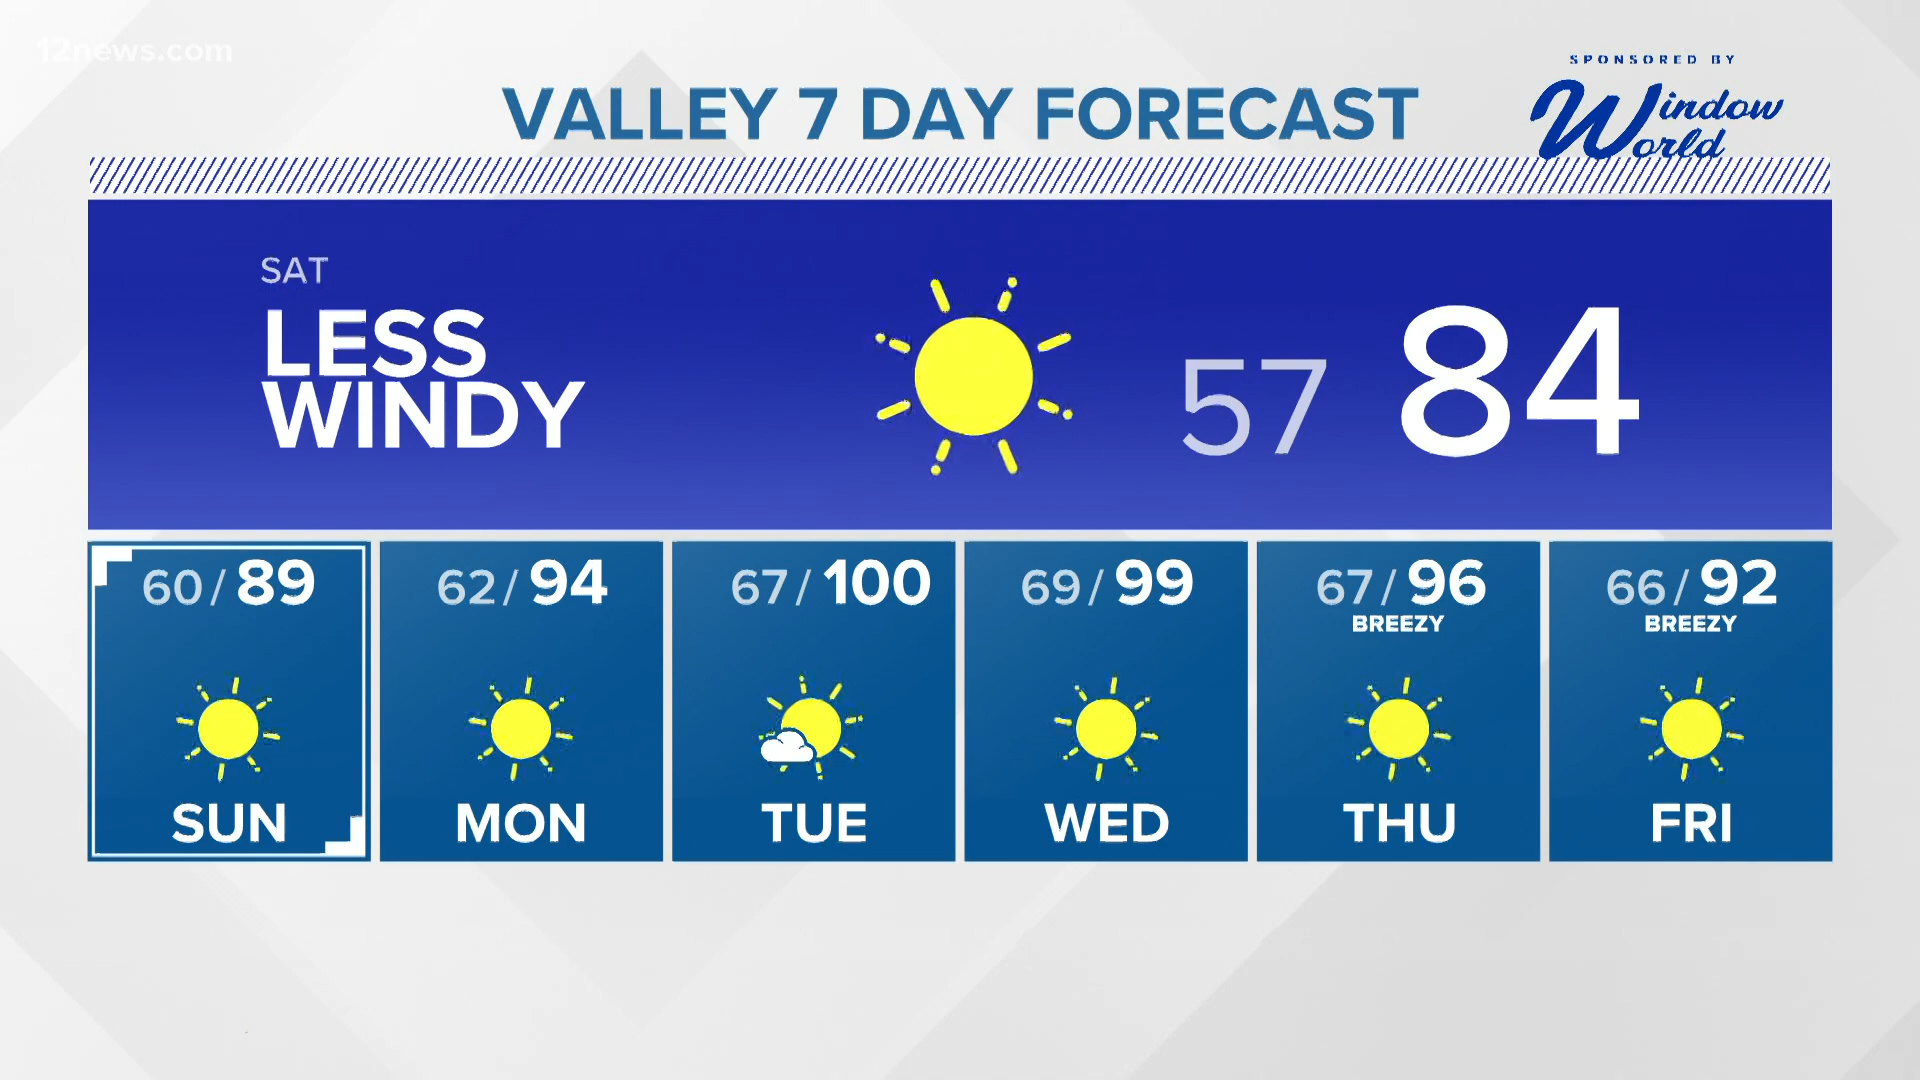 12news.com
SPONSORED BY
Window
World
VALLEY 7 DAY FORECAST
SAT
LESS
WINDY
57 84
60/89
SUN
62/94
MON
67/100
TUE
69/99
WED
67/96
BREEZY
THU
66/92
BREEZY
FRI